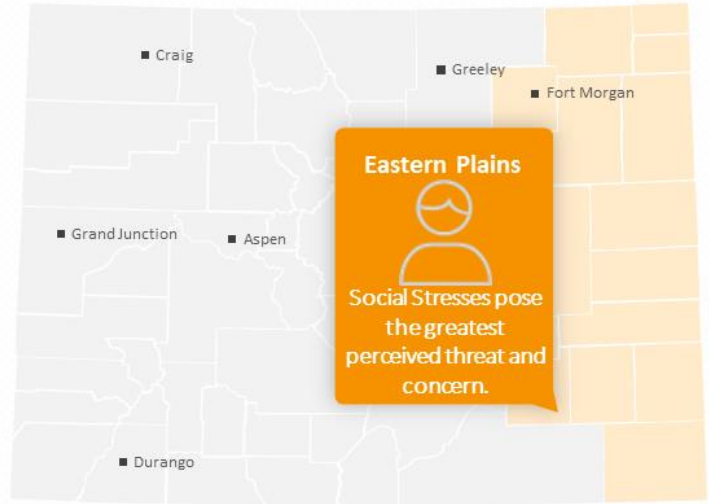 Craig
Greeley
Fort Morgan
Eastern Plains
Grand Junction
Aspen
Social Stresses pose
the greatest
perceived threat and
concern.
Durango